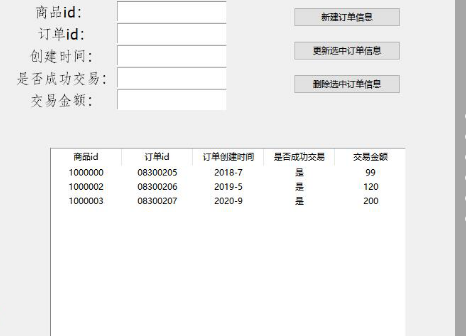 商品id：
新建订单信息
订单id：
创建时间：
更新选中订单信息
是否成功交易：
删除选中订单信息
交易金额：
商品id 订单id 订单创建时间 是否成功交易 交易金额
1000000 08300205 2018-7 是 99
1000002 08300206 2019-5 是 120
1000003 08300207 2020-9 是 200